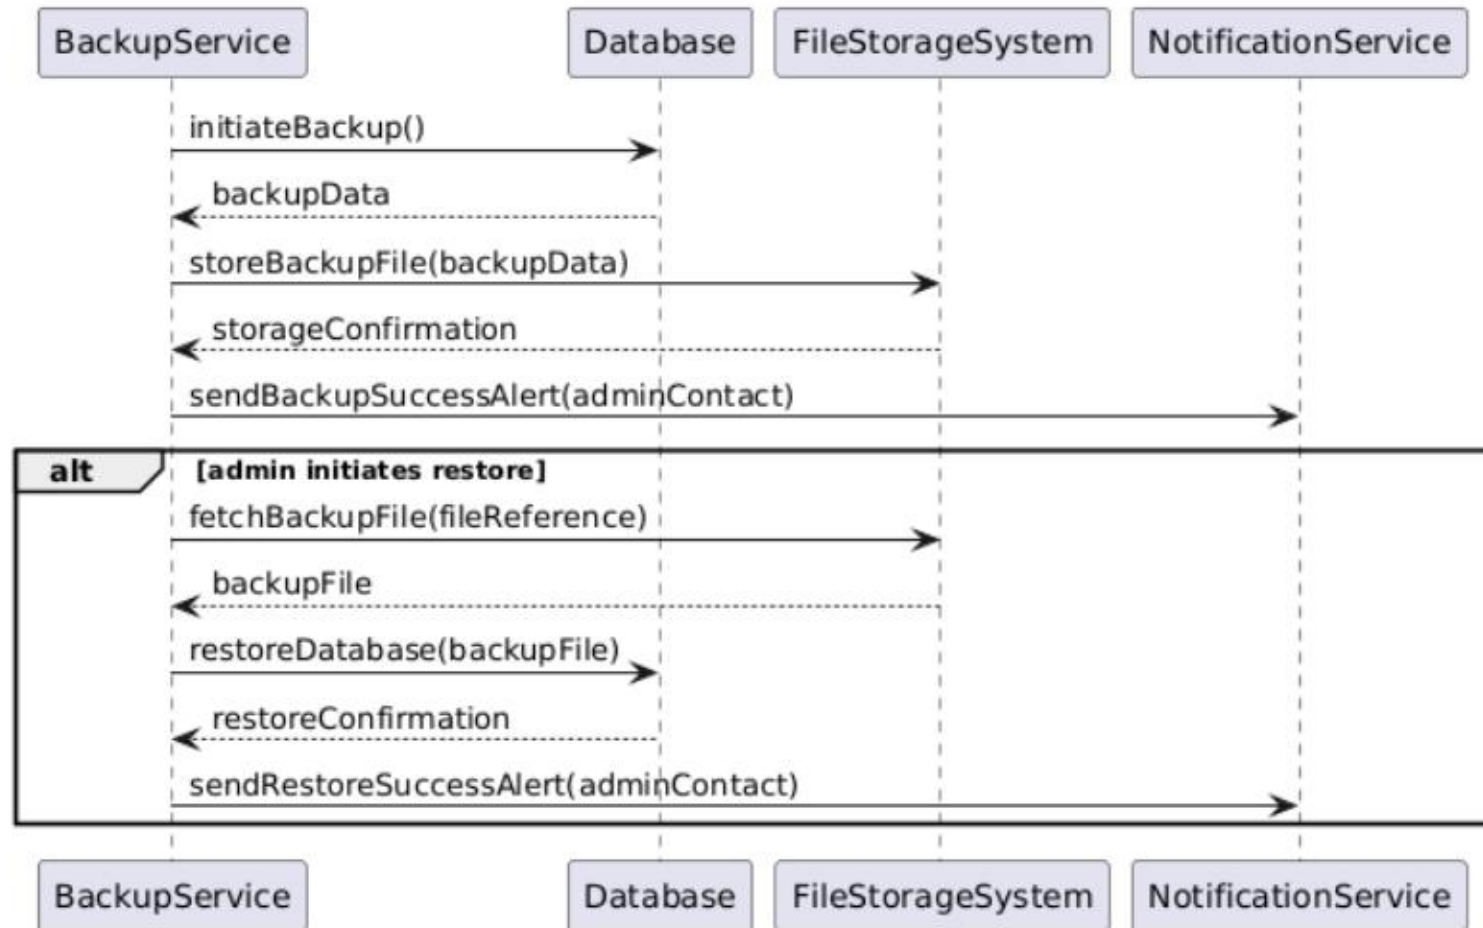 BackupService Database FileStorageSystem NotificationService
initiateBackup()
backupData
storeBackupFile(backupData)
storageConfirmation
sendBackupSuccessAlert(adminContact)
alt [admin initiates restore]
fetchBackupFile(fileReference)
backupFile
restoreDatabase(backupFile)
restoreConfirmation
sendRestoreSuccessAlert(adminContact)
BackupService Database FileStorageSystem NotificationService